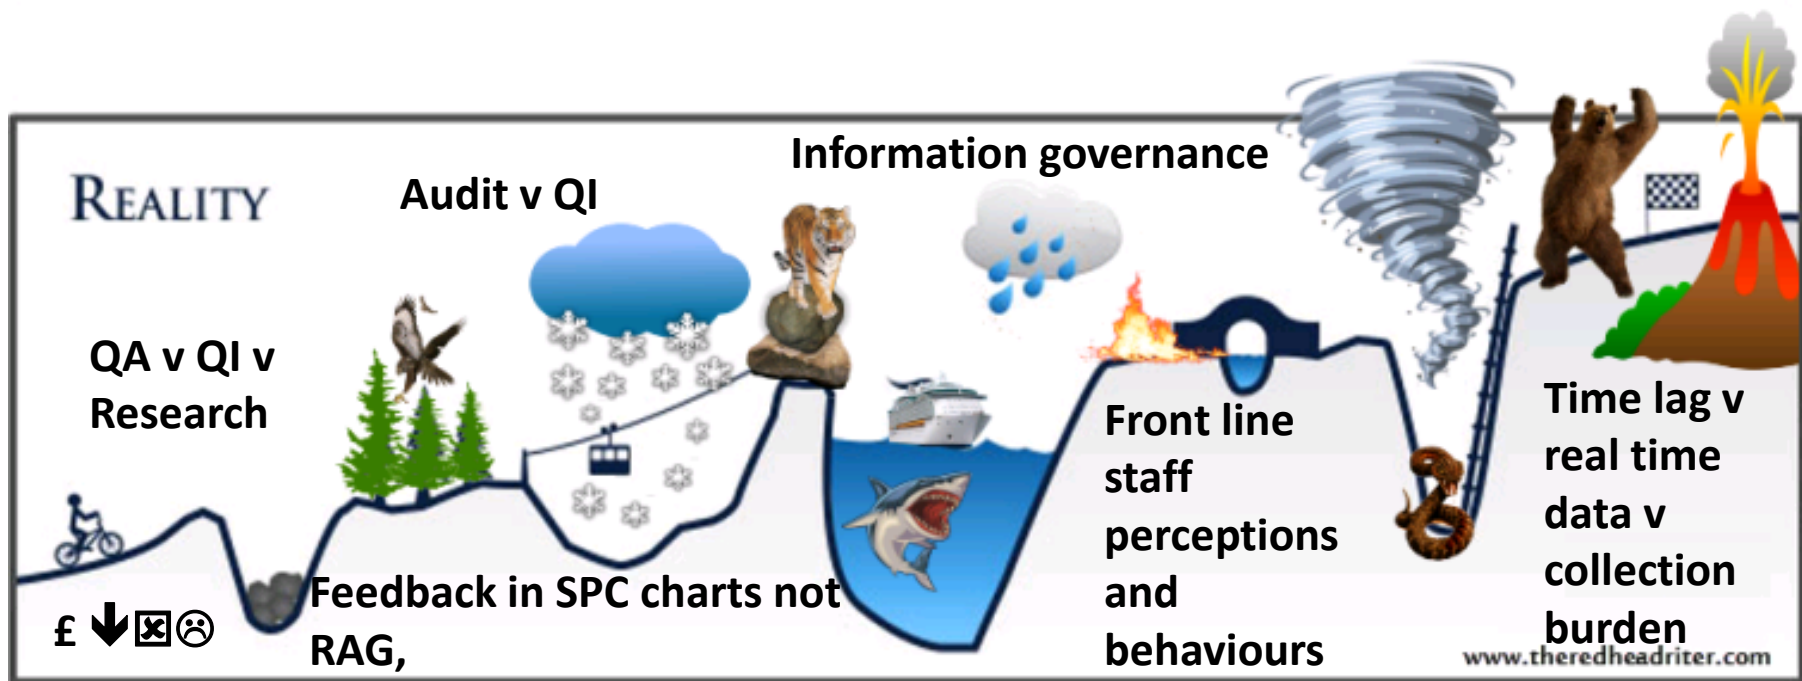 REALITY
Audit v QI
Information governance
QA v QI v
Research
Feedback in SPC charts not
RAG,
£ 🡻🗷☹
Front line
staff
perceptions
and
behaviours
Time lag v
real time
data v
collection
burden
www.theredheadriter.com